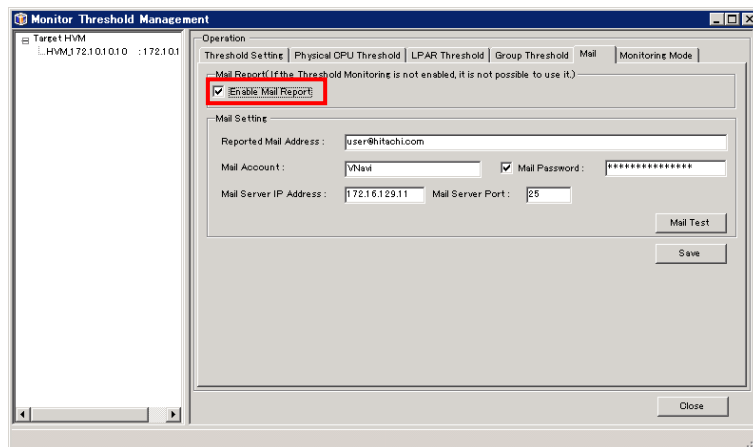 Monitor Threshold Management
Target HVM
HVM_172.10.10.10 :172.10.1
Operation
Threshold Setting Physical CPU Threshold LPAR Threshold Group Threshold Mail Monitoring Mode
Mail Report(If the Threshold Monitoring is not enabled, it is not possible to use it.)
Enable Mail Report
Mail Setting
Reported Mail Address : user@hitachi.com
Mail Account : VNavi Mail Password : ***************
Mail Server IP Address : 172.16.129.11 Mail Server Port : 25
Mail Test
Save
Close